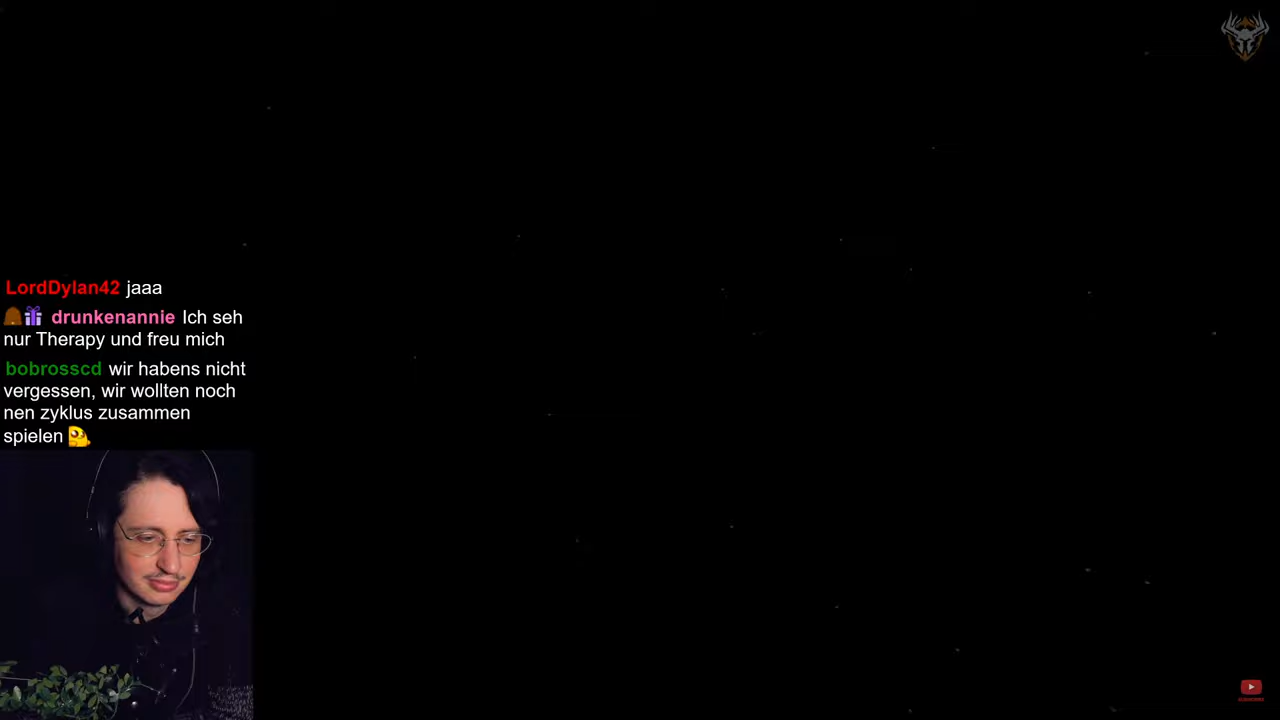 LordDylan42 jaaa
drunkenannie Ich seh
nur Therapy und freu mich
bobrosscd wir habens nicht
vergessen, wir wollten noch
nen zyklus zusammen
spielen